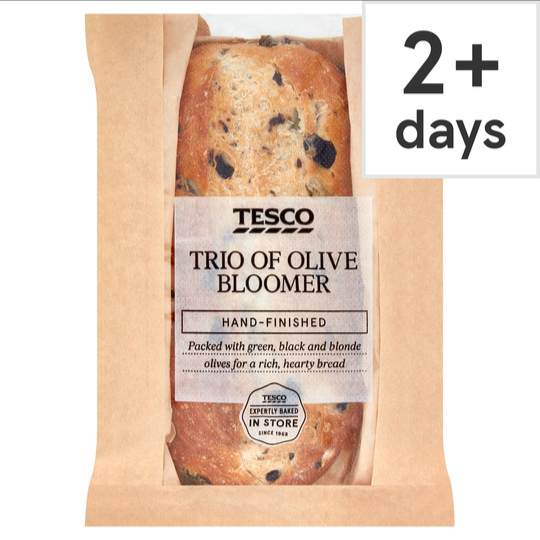 2+
days
TESCO
TRIO OF OLIVE
BLOOMER
HAND-FINISHED
Packed with green, black and blonde
olives for a rich, hearty bread
TESCO
EXPERTLY BAKED
IN STORE
SINCE 1968